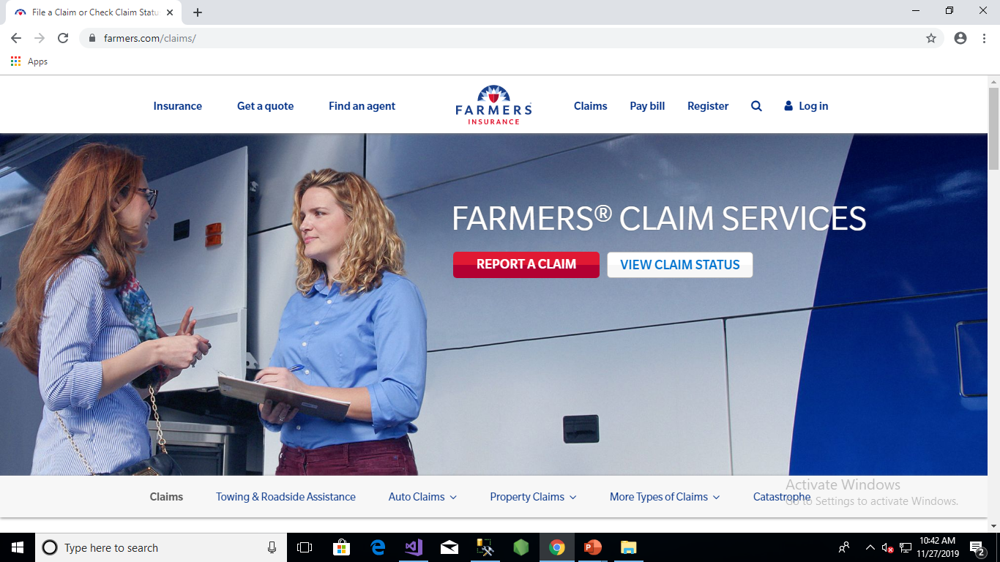 File a Claim or Check Claim Statu
farmers.com/claims/
Apps
Insurance
Get a quote
Find an agent
FARMERS
INSURANCE
Claims
Pay bill
Register
Log in
FARMERS® CLAIM SERVICES
REPORT A CLAIM
VIEW CLAIM STATUS
Claims
Towing & Roadside Assistance
Auto Claims
Property Claims
More Types of Claims
Catastrophe
Activate Windows
Go to Settings to activate Windows.
Type here to search
10:42 AM
11/27/2019
2